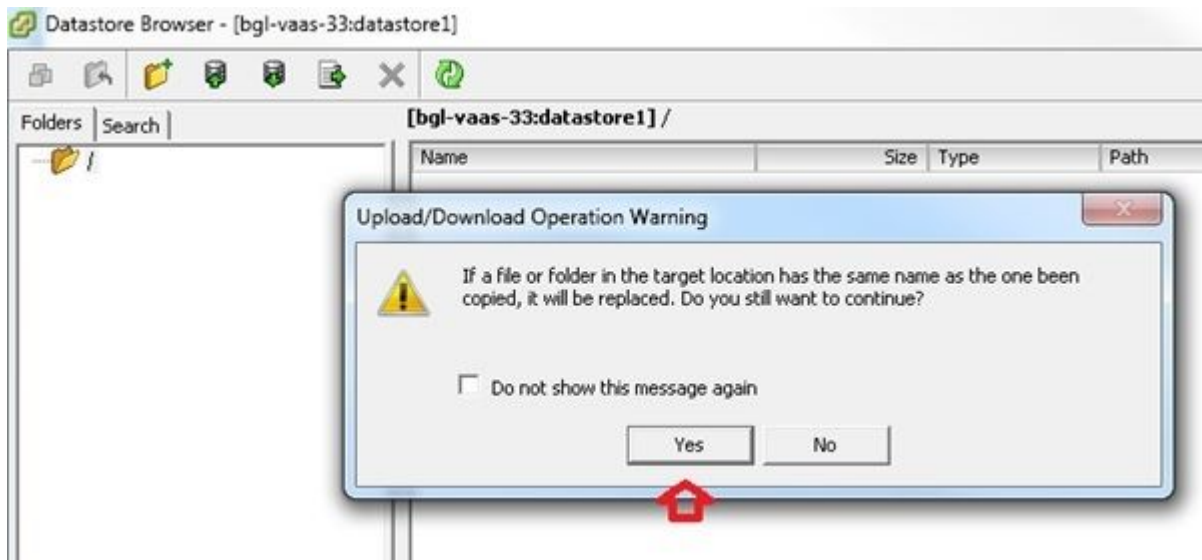 Datastore Browser - [bgl-vaas-33:datastore1]
Folders Search
[bgl-vaas-33:datastore1] /
/
Name Size Type Path
Upload/Download Operation Warning
If a file or folder in the target location has the same name as the one been
copied, it will be replaced. Do you still want to continue?
Do not show this message again
Yes No